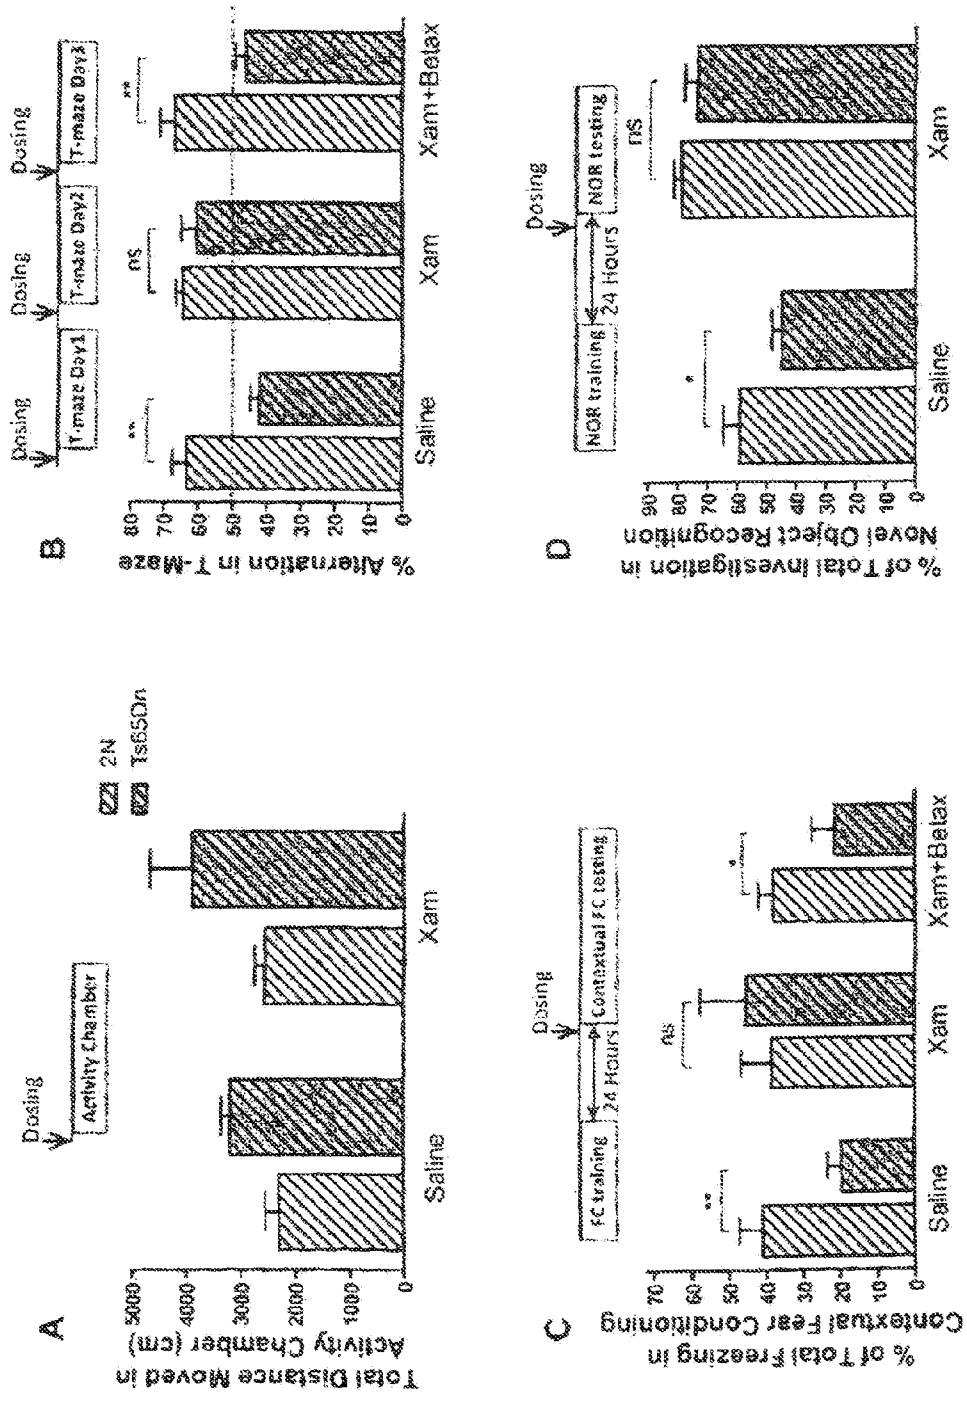 A
Dosing
Activity Chamber
2N
Ts65Dn
Total Distance Moved in
Activity Chamber (cm)
5000
4000
3000
2000
1000
0
Saline
Xam
B
Dosing
Dosing
Dosing
T-maze Day1
T-maze Day2
T-maze Day3
% Alternation in T-Maze
80
70
60
50
40
30
20
10
0
**
ns
**
Saline
Xam
Xam+Betax
C
Dosing
FC training
24 Hours
Contextual FC testing
% of Total Freezing in
Contextual Fear Conditioning
70
60
50
40
30
20
10
0
**
ns
*
Saline
Xam
Xam+Betax
D
Dosing
NOR training
24 Hours
NOR testing
% of Total Investigation in
Novel Object Recognition
90
80
70
60
50
40
30
20
10
0
*
ns
Saline
Xam